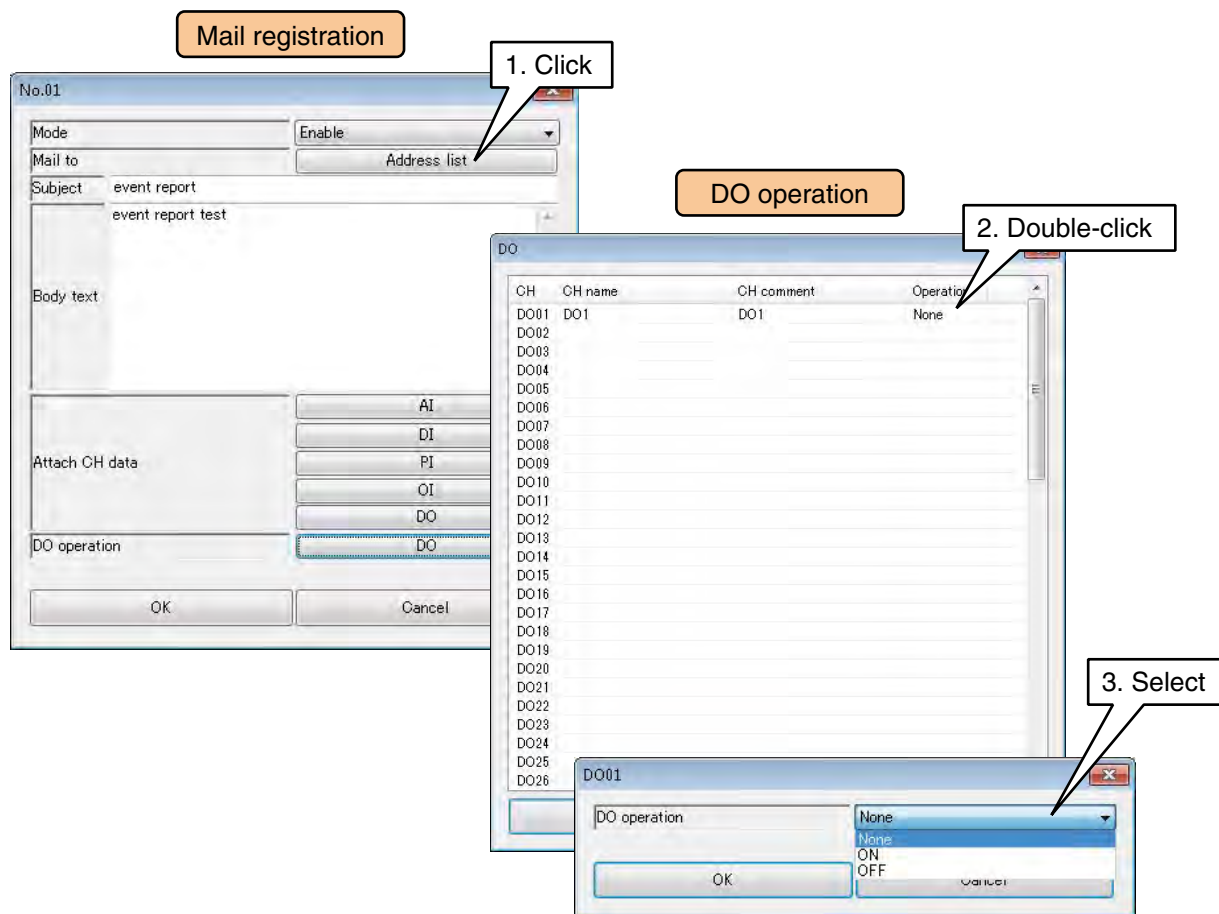 Mail registration
1. Click
No.01
Mode Enable
Mail to Address list
Subject event report
Body text event report test
Attach CH data
AI
DI
PI
OI
DO
DO operation DO
OK Cancel
DO operation
2. Double-click
DO
CH CH name CH comment Operation
DO01 DO1 DO1 None
DO02
DO03
DO04
DO05
DO06
DO07
DO08
DO09
DO10
DO11
DO12
DO13
DO14
DO15
DO16
DO17
DO18
DO19
DO20
DO21
DO22
DO23
DO24
DO25
DO26
3. Select
DO01
DO operation None
None
ON
OFF
OK Cancel